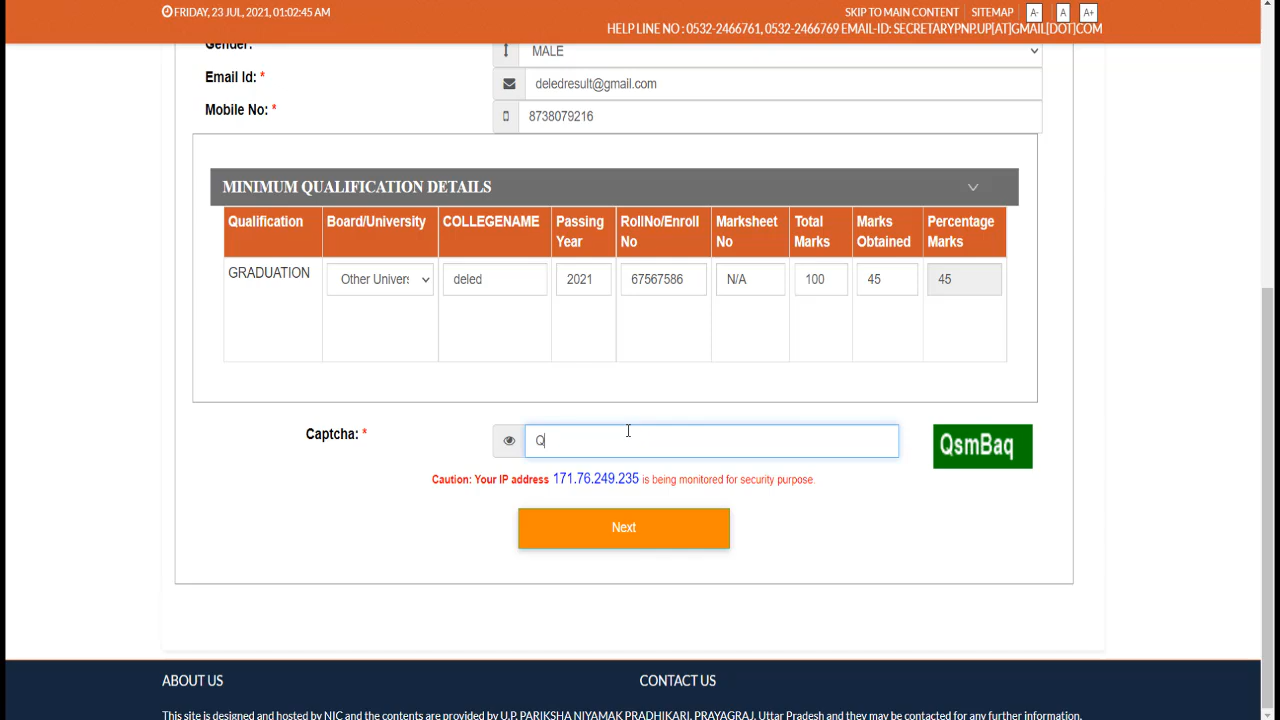 FRIDAY, 23 JUL, 2021, 01:02:45 AM
SKIP TO MAIN CONTENT SITEMAP A- A A+
HELP LINE NO : 0532-2466761, 0532-2466769 EMAIL-ID: SECRETARYPNP.UP[AT]GMAIL[DOT]COM
Gender:
MALE
Email Id: *
deledresult@gmail.com
Mobile No: *
8738079216
MINIMUM QUALIFICATION DETAILS
Qualification Board/University COLLEGENAME Passing Year RollNo/Enroll No Marksheet No Total Marks Marks Obtained Percentage Marks
GRADUATION Other Univers deled 2021 67567586 N/A 100 45 45
Captcha: *
Q
QsmBaq
Caution: Your IP address 171.76.249.235 is being monitored for security purpose.
Next
ABOUT US
CONTACT US
This site is designed and hosted by NIC and the contents are provided by U.P. PARIKSHA NIYAMAK PRADHIKARI, PRAYAGRAJ, Uttar Pradesh and they may be contacted for any further information.